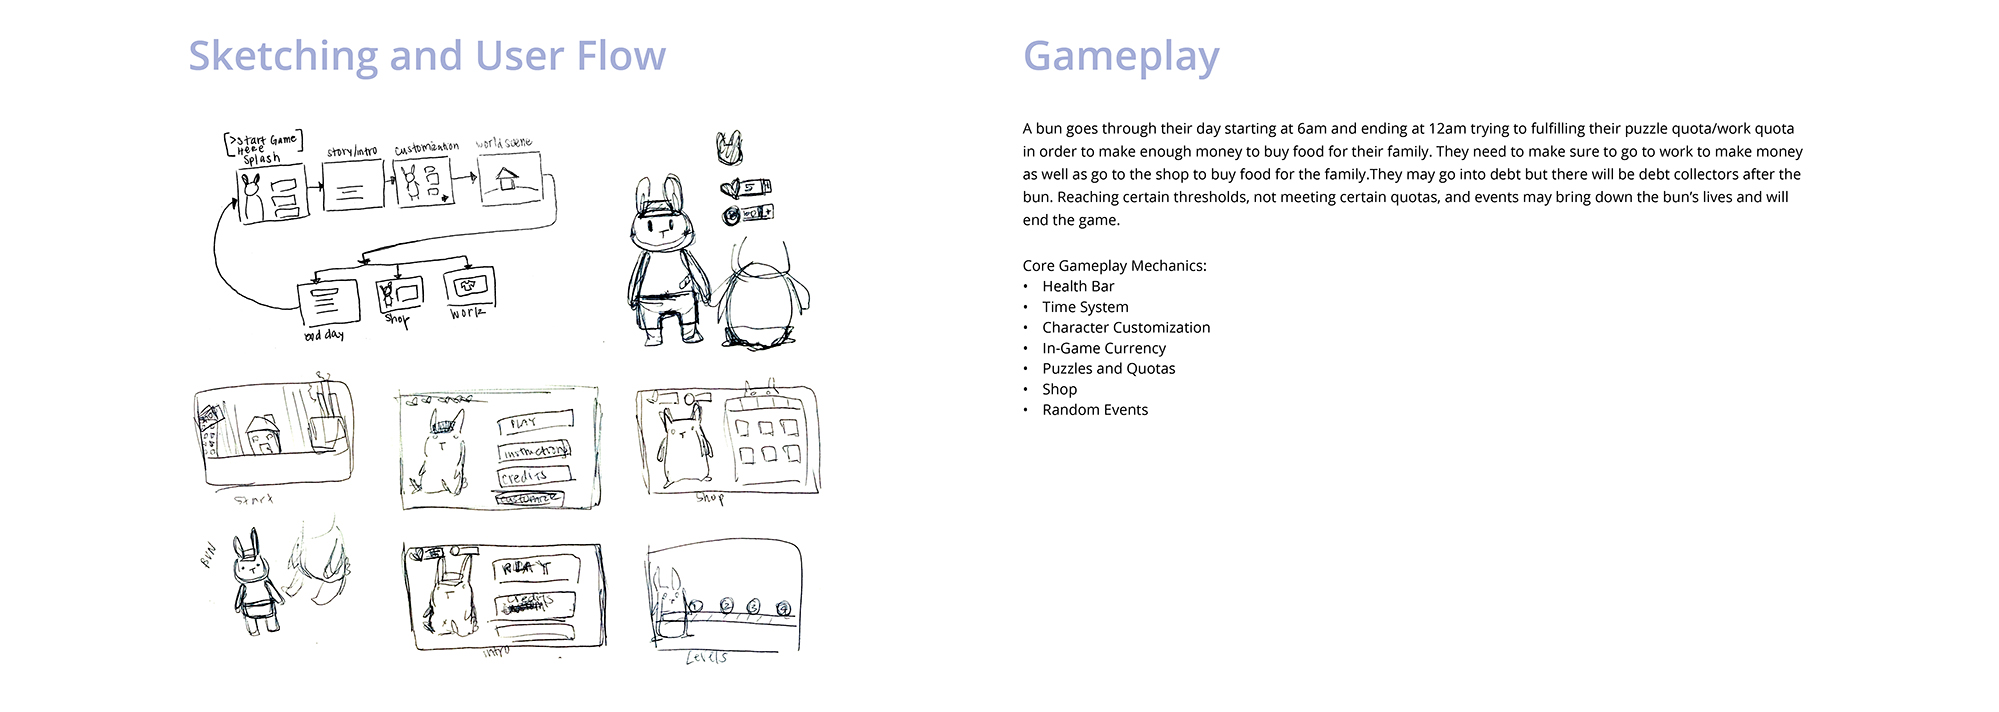 Sketching and User Flow
[>Start Game
Here]
Splash
story/intro
customization
world scene
end day
shop
work
5
Start
PLAY
instructions
credits
customize
shop
BUN
PLAY
credits
intro
1 2 3 4
Levels
Gameplay
A bun goes through their day starting at 6am and ending at 12am trying to fulfilling their puzzle quota/work quota
in order to make enough money to buy food for their family. They need to make sure to go to work to make money
as well as go to the shop to buy food for the family.They may go into debt but there will be debt collectors after the
bun. Reaching certain thresholds, not meeting certain quotas, and events may bring down the bun’s lives and will
end the game.
Core Gameplay Mechanics:
• Health Bar
• Time System
• Character Customization
• In-Game Currency
• Puzzles and Quotas
• Shop
• Random Events